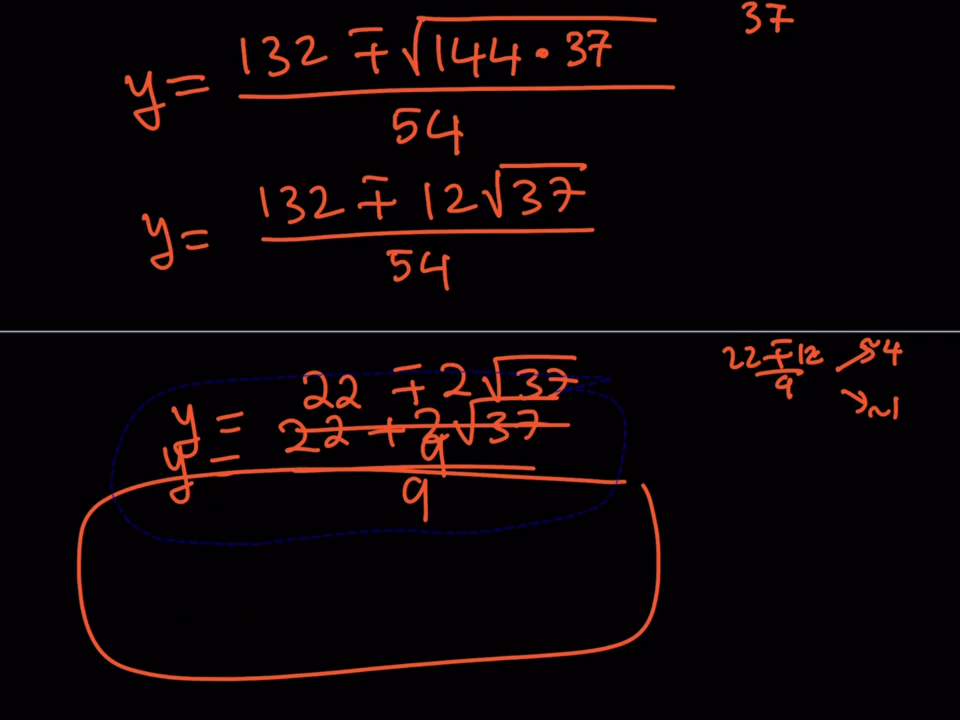 37
y = (132 ∓ √(144 • 37)) / 54
y = (132 ∓ 12√37) / 54
(22 ∓ 12) / 9 → ~4
→ ~1
y = (22 ∓ 2√37) / 9
y = (22 + 2√37) / 9